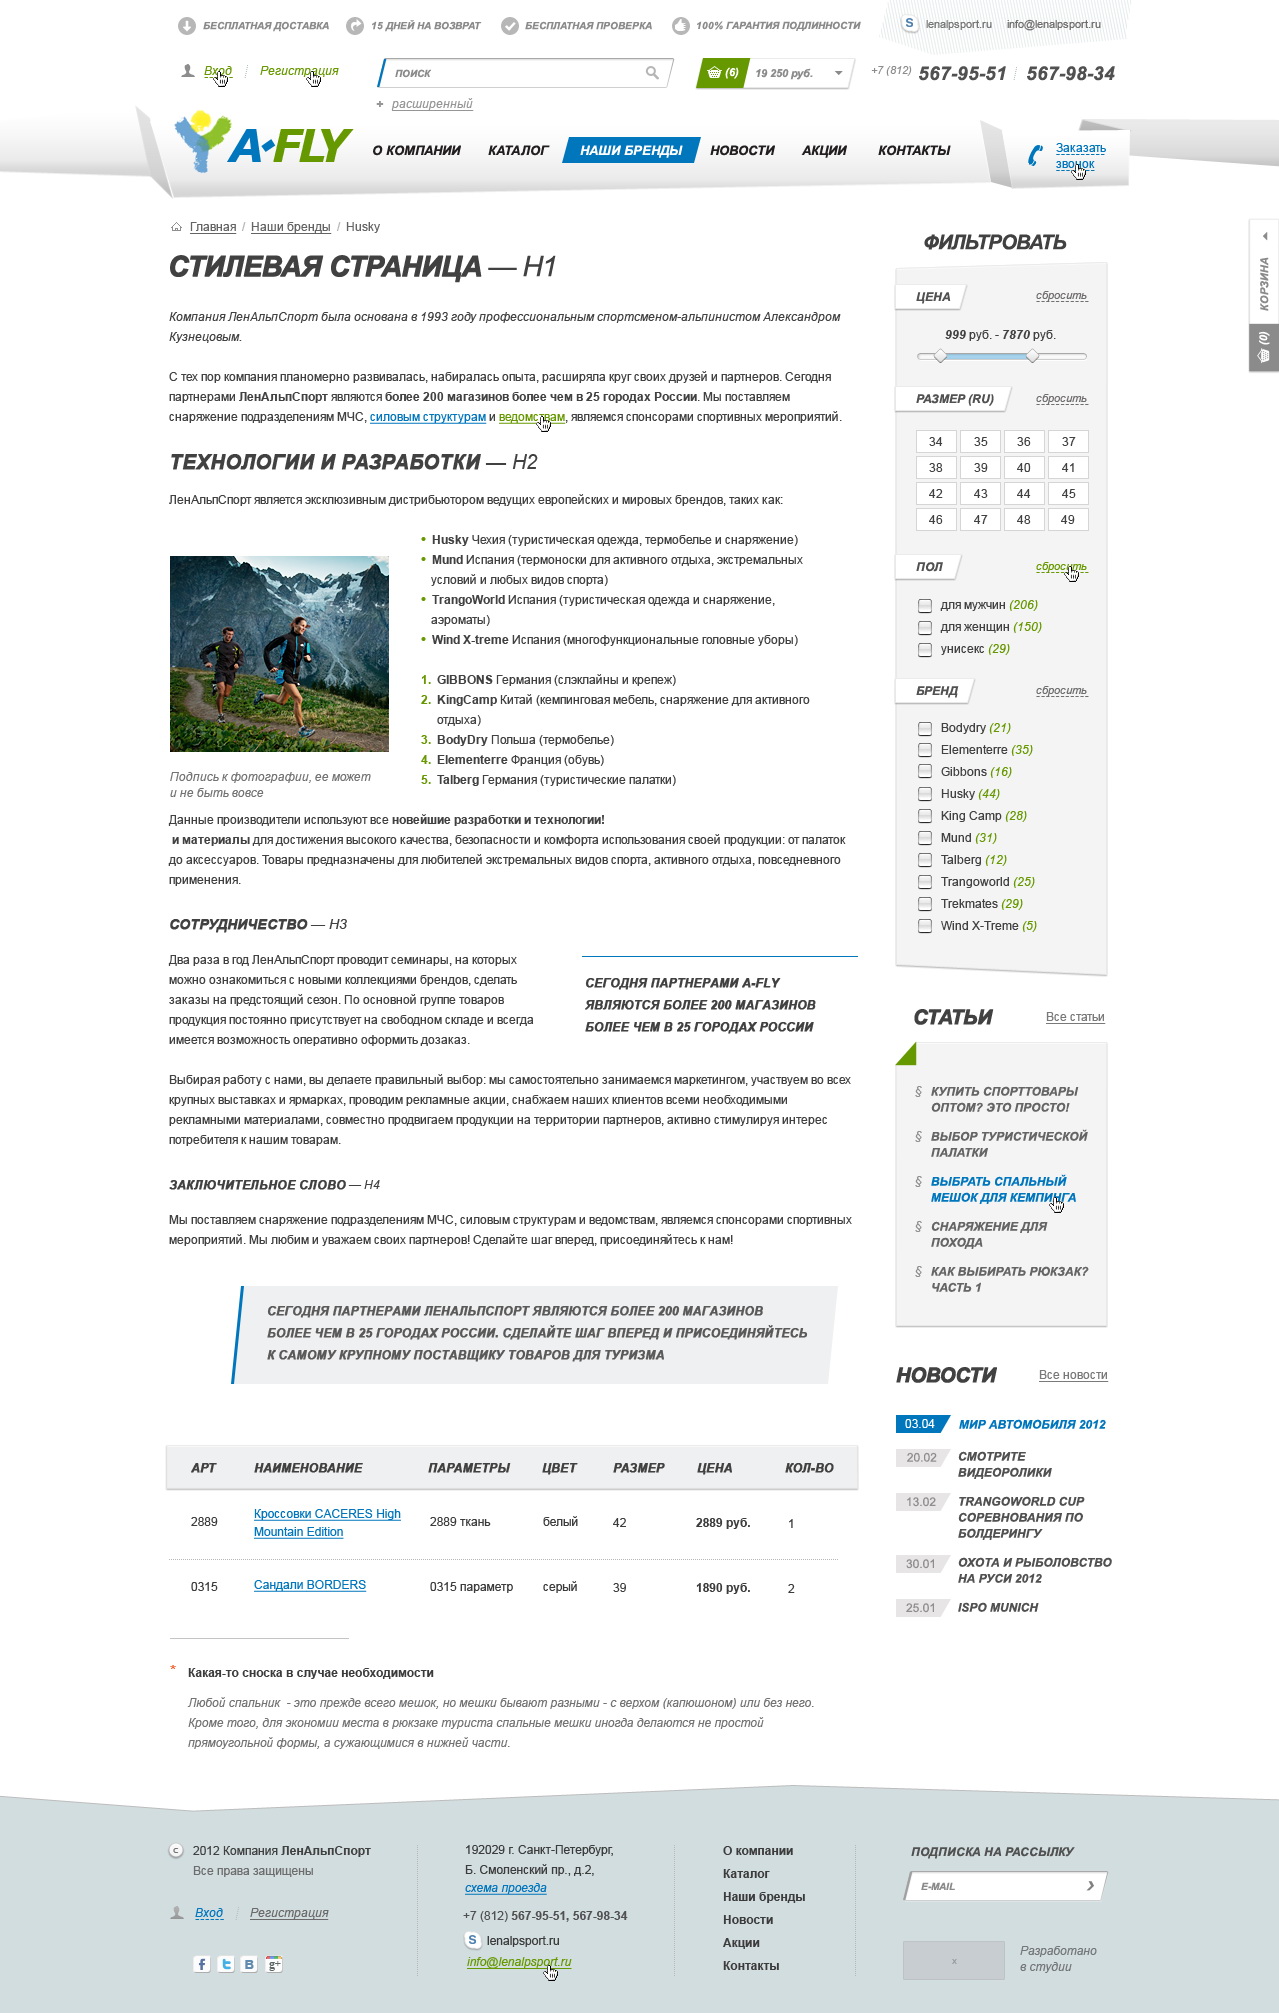 БЕСПЛАТНАЯ ДОСТАВКА
15 ДНЕЙ НА ВОЗВРАТ
БЕСПЛАТНАЯ ПРОВЕРКА
100% ГАРАНТИЯ ПОДЛИННОСТИ
S lenalpsport.ru
info@lenalpsport.ru
Вход
Регистрация
ПОИСК
+ расширенный
(6)
19 250 руб.
+7 (812) 567-95-51
567-98-34
A-FLY
О КОМПАНИИ
КАТАЛОГ
НАШИ БРЕНДЫ
НОВОСТИ
АКЦИИ
КОНТАКТЫ
Заказать
звонок
Главная / Наши бренды / Husky
СТИЛЕВАЯ СТРАНИЦА — H1
Компания ЛенАльпСпорт была основана в 1993 году профессиональным спортсменом-альпинистом Александром
Кузнецовым.
С тех пор компания планомерно развивалась, набиралась опыта, расширяла круг своих друзей и партнеров. Сегодня
партнерами ЛенАльпСпорт являются более 200 магазинов более чем в 25 городах России. Мы поставляем
снаряжение подразделениям МЧС, силовым структурам и ведомствам, являемся спонсорами спортивных мероприятий.
ТЕХНОЛОГИИ И РАЗРАБОТКИ — H2
ЛенАльпСпорт является эксклюзивным дистрибьютором ведущих европейских и мировых брендов, таких как:
• Husky Чехия (туристическая одежда, термобелье и снаряжение)
• Mund Испания (термоноски для активного отдыха, экстремальных
условий и любых видов спорта)
• TrangoWorld Испания (туристическая одежда и снаряжение,
аэроматы)
• Wind X-treme Испания (многофункциональные головные уборы)
1. GIBBONS Германия (слэклайны и крепеж)
2. KingCamp Китай (кемпинговая мебель, снаряжение для активного
отдыха)
3. BodyDry Польша (термобелье)
4. Elementerre Франция (обувь)
5. Talberg Германия (туристические палатки)
Подпись к фотографии, ее может
и не быть вовсе
Данные производители используют все новейшие разработки и технологии!
и материалы для достижения высокого качества, безопасности и комфорта использования своей продукции: от палаток
до аксессуаров. Товары предназначены для любителей экстремальных видов спорта, активного отдыха, повседневного
применения.
СОТРУДНИЧЕСТВО — H3
Два раза в год ЛенАльпСпорт проводит семинары, на которых
можно ознакомиться с новыми коллекциями брендов, сделать
заказы на предстоящий сезон. По основной группе товаров
продукция постоянно присутствует на свободном складе и всегда
имеется возможность оперативно оформить дозаказ.
СЕГОДНЯ ПАРТНЕРАМИ A-FLY
ЯВЛЯЮТСЯ БОЛЕЕ 200 МАГАЗИНОВ
БОЛЕЕ ЧЕМ В 25 ГОРОДАХ РОССИИ
Выбирая работу с нами, вы делаете правильный выбор: мы самостоятельно занимаемся маркетингом, участвуем во всех
крупных выставках и ярмарках, проводим рекламные акции, снабжаем наших клиентов всеми необходимыми
рекламными материалами, совместно продвигаем продукции на территории партнеров, активно стимулируя интерес
потребителя к нашим товарам.
ЗАКЛЮЧИТЕЛЬНОЕ СЛОВО — H4
Мы поставляем снаряжение подразделениям МЧС, силовым структурам и ведомствам, являемся спонсорами спортивных
мероприятий. Мы любим и уважаем своих партнеров! Сделайте шаг вперед, присоединяйтесь к нам!
СЕГОДНЯ ПАРТНЕРАМИ ЛЕНАЛЬПСПОРТ ЯВЛЯЮТСЯ БОЛЕЕ 200 МАГАЗИНОВ
БОЛЕЕ ЧЕМ В 25 ГОРОДАХ РОССИИ. СДЕЛАЙТЕ ШАГ ВПЕРЕД И ПРИСОЕДИНЯЙТЕСЬ
К САМОМУ КРУПНОМУ ПОСТАВЩИКУ ТОВАРОВ ДЛЯ ТУРИЗМА
АРТ НАИМЕНОВАНИЕ ПАРАМЕТРЫ ЦВЕТ РАЗМЕР ЦЕНА КОЛ-ВО
2889 Кроссовки CACERES High 2889 ткань белый 42 2889 руб. 1
Mountain Edition
0315 Сандали BORDERS 0315 параметр серый 39 1890 руб. 2
* Какая-то сноска в случае необходимости
Любой спальник - это прежде всего мешок, но мешки бывают разными - с верхом (капюшоном) или без него.
Кроме того, для экономии места в рюкзаке туриста спальные мешки иногда делаются не простой
прямоугольной формы, а сужающимися в нижней части.
ФИЛЬТРОВАТЬ
ЦЕНА сбросить
999 руб. - 7870 руб.
РАЗМЕР (RU) сбросить
34 35 36 37
38 39 40 41
42 43 44 45
46 47 48 49
ПОЛ сбросить
для мужчин (206)
для женщин (150)
унисекс (29)
БРЕНД сбросить
Bodydry (21)
Elementerre (35)
Gibbons (16)
Husky (44)
King Camp (28)
Mund (31)
Talberg (12)
Trangoworld (25)
Trekmates (29)
Wind X-Treme (5)
СТАТЬИ Все статьи
§ КУПИТЬ СПОРТТОВАРЫ
ОПТОМ? ЭТО ПРОСТО!
§ ВЫБОР ТУРИСТИЧЕСКОЙ
ПАЛАТКИ
§ ВЫБРАТЬ СПАЛЬНЫЙ
МЕШОК ДЛЯ КЕМПИНГА
§ СНАРЯЖЕНИЕ ДЛЯ
ПОХОДА
§ КАК ВЫБИРАТЬ РЮКЗАК?
ЧАСТЬ 1
НОВОСТИ Все новости
03.04 МИР АВТОМОБИЛЯ 2012
20.02 СМОТРИТЕ
ВИДЕОРОЛИКИ
13.02 TRANGOWORLD CUP
СОРЕВНОВАНИЯ ПО
БОЛДЕРИНГУ
30.01 ОХОТА И РЫБОЛОВСТВО
НА РУСИ 2012
25.01 ISPO MUNICH
КОРЗИНА
(0)
© 2012 Компания ЛенАльпСпорт
Все права защищены
Вход
Регистрация
f t B g+
192029 г. Санкт-Петербург,
Б. Смоленский пр., д.2,
схема проезда
+7 (812) 567-95-51, 567-98-34
S lenalpsport.ru
info@lenalpsport.ru
О компании
Каталог
Наши бренды
Новости
Акции
Контакты
ПОДПИСКА НА РАССЫЛКУ
E-MAIL
x
Разработано
в студии